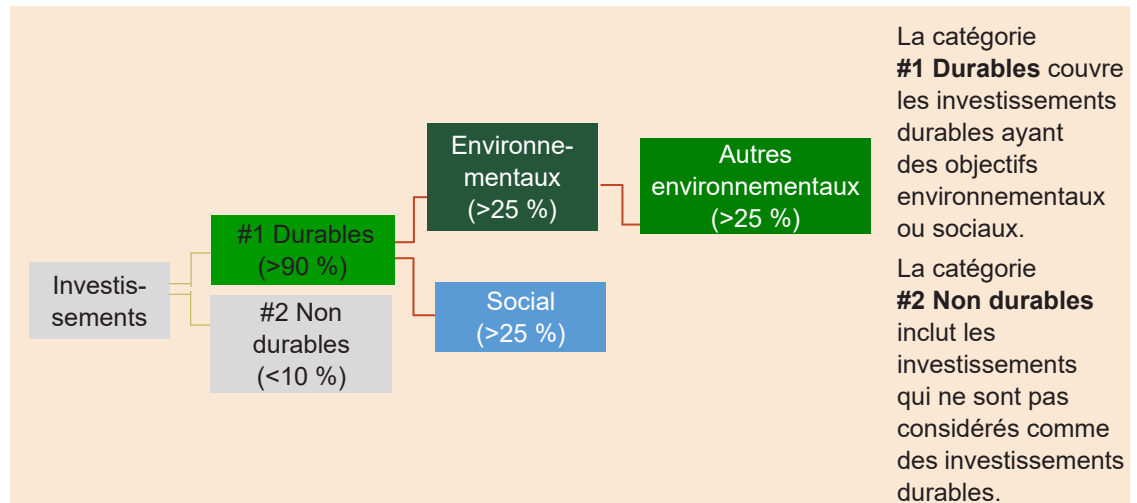 Investis-
sements
#1 Durables
(>90 %)
#2 Non
durables
(<10 %)
Environne-
mentaux
(>25 %)
Social
(>25 %)
Autres
environnementaux
(>25 %)
La catégorie
#1 Durables couvre
les investissements
durables ayant
des objectifs
environnementaux
ou sociaux.
La catégorie
#2 Non durables
inclut les
investissements
qui ne sont pas
considérés comme
des investissements
durables.